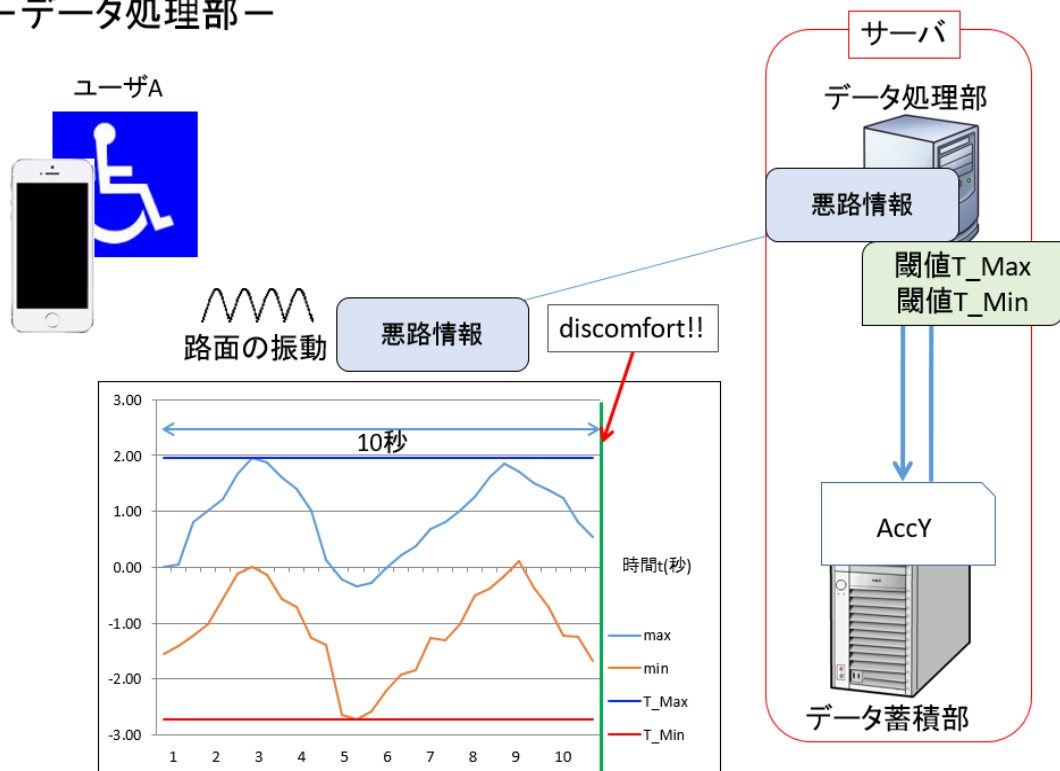 －データ処理部－
サーバ
ユーザA
データ処理部
悪路情報
閾値T_Max
閾値T_Min
路面の振動
悪路情報
discomfort!!
3.00
2.00
1.00
0.00
-1.00
-2.00
-3.00
10秒
時間t(秒)
max
min
T_Max
T_Min
1 2 3 4 5 6 7 8 9 10
AccY
データ蓄積部